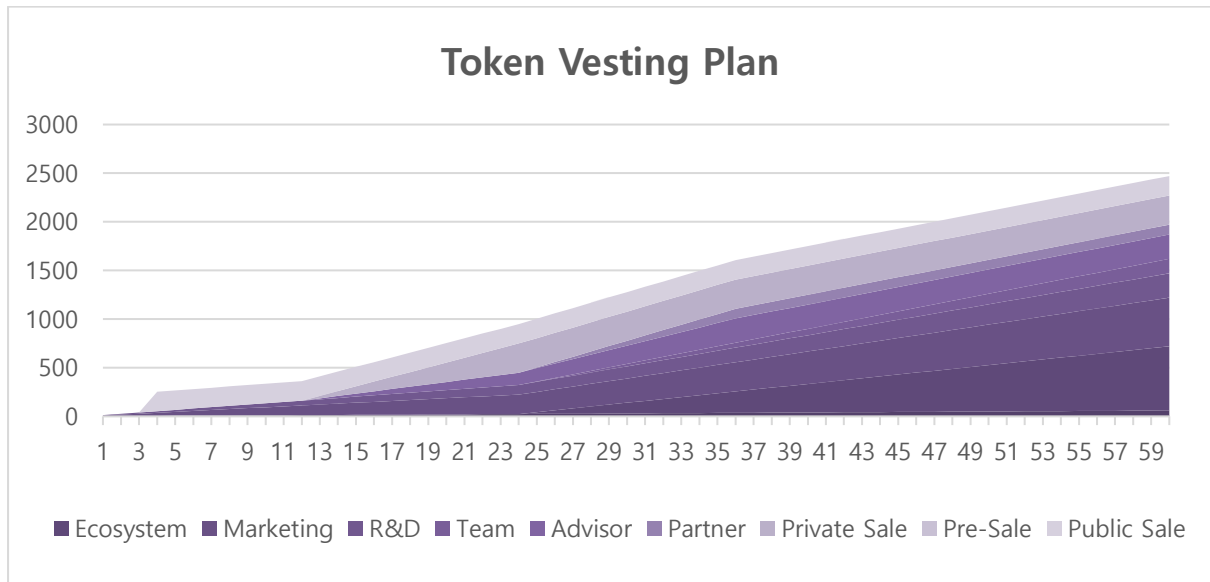 Token Vesting Plan
3000
2500
2000
1500
1000
500
0
1 3 5 7 9 11 13 15 17 19 21 23 25 27 29 31 33 35 37 39 41 43 45 47 49 51 53 55 57 59
Ecosystem Marketing R&D Team Advisor Partner Private Sale Pre-Sale Public Sale